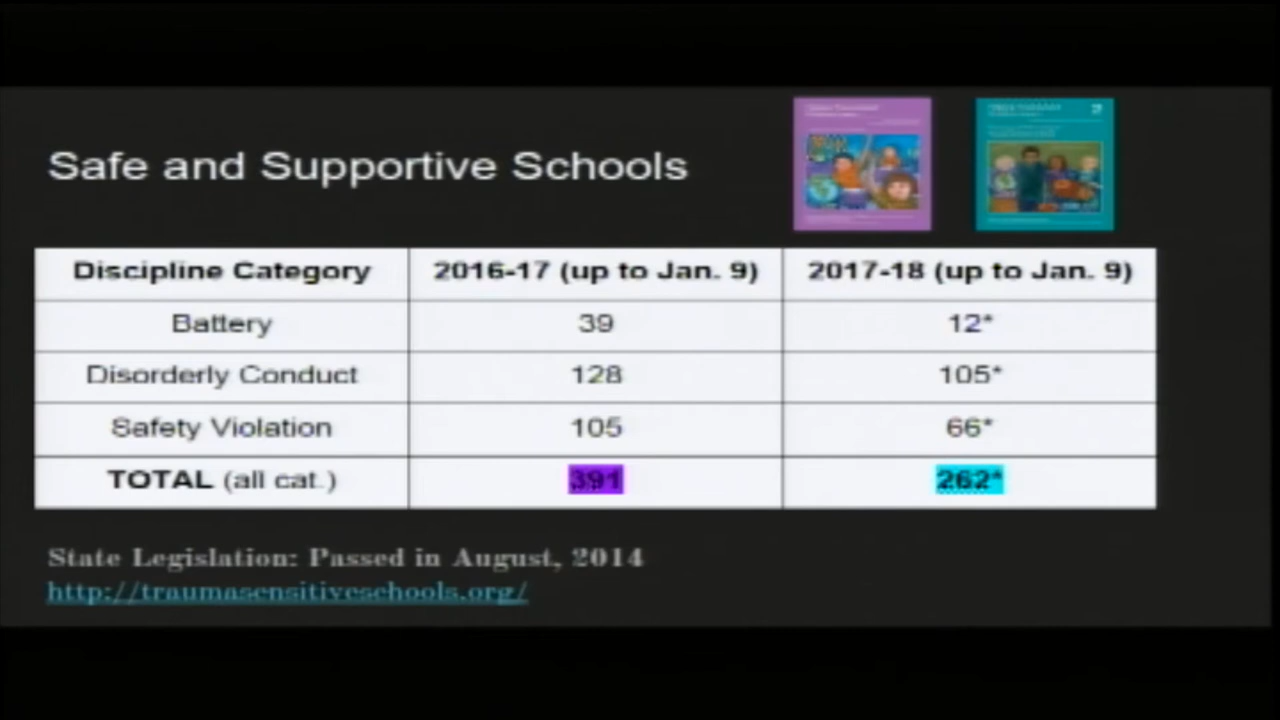 Safe and Supportive Schools
2
Discipline Category 2016-17 (up to Jan. 9) 2017-18 (up to Jan. 9)
Battery 39 12*
Disorderly Conduct 128 105*
Safety Violation 105 66*
TOTAL (all cat.) 391 262*
State Legislation: Passed in August, 2014
http://traumasensitiveschools.org/